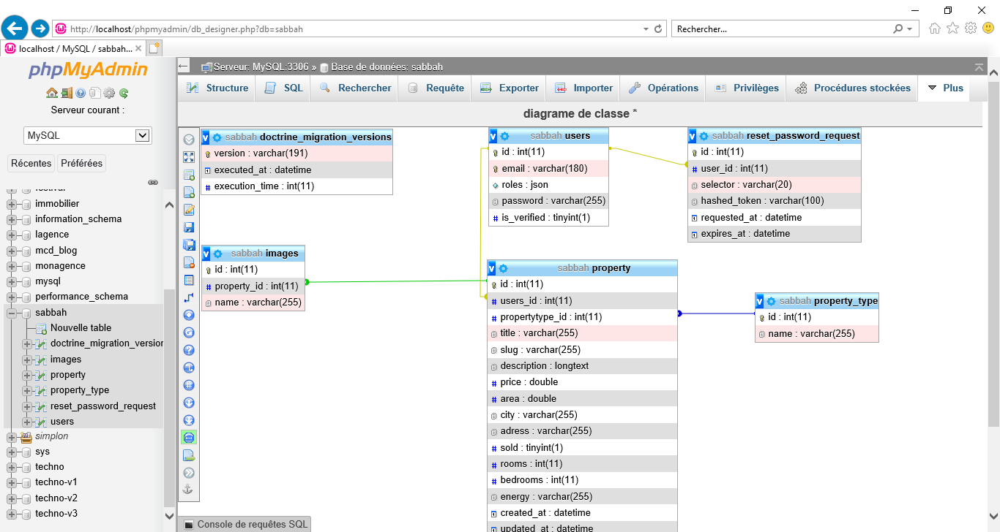 http://localhost/phpmyadmin/db_designer.php?db=sabbah
Rechercher...
localhost / MySQL / sabbah...
phpMyAdmin
Serveur courant :
MySQL
Récentes
Préférées
festival
immobilier
information_schema
lagence
mcd_blog
monagence
mysql
performance_schema
sabbah
Nouvelle table
doctrine_migration_version
images
property
property_type
reset_password_request
users
simplon
sys
techno
techno-v1
techno-v2
techno-v3
Serveur: MySQL:3306 » Base de données: sabbah
Structure
SQL
Rechercher
Requête
Exporter
Importer
Opérations
Privilèges
Procédures stockées
Plus
diagrame de classe *
v sabbah doctrine_migration_versions
version : varchar(191)
executed_at : datetime
# execution_time : int(11)
v sabbah users
id : int(11)
email : varchar(180)
roles : json
password : varchar(255)
# is_verified : tinyint(1)
v sabbah reset_password_request
id : int(11)
# user_id : int(11)
selector : varchar(20)
hashed_token : varchar(100)
requested_at : datetime
expires_at : datetime
v sabbah images
id : int(11)
# property_id : int(11)
name : varchar(255)
v sabbah property
id : int(11)
# users_id : int(11)
# propertytype_id : int(11)
title : varchar(255)
slug : varchar(255)
description : longtext
# price : double
# area : double
city : varchar(255)
adress : varchar(255)
# sold : tinyint(1)
# rooms : int(11)
# bedrooms : int(11)
energy : varchar(255)
created_at : datetime
updated_at : datetime
v sabbah property_type
id : int(11)
name : varchar(255)
Console de requêtes SQL